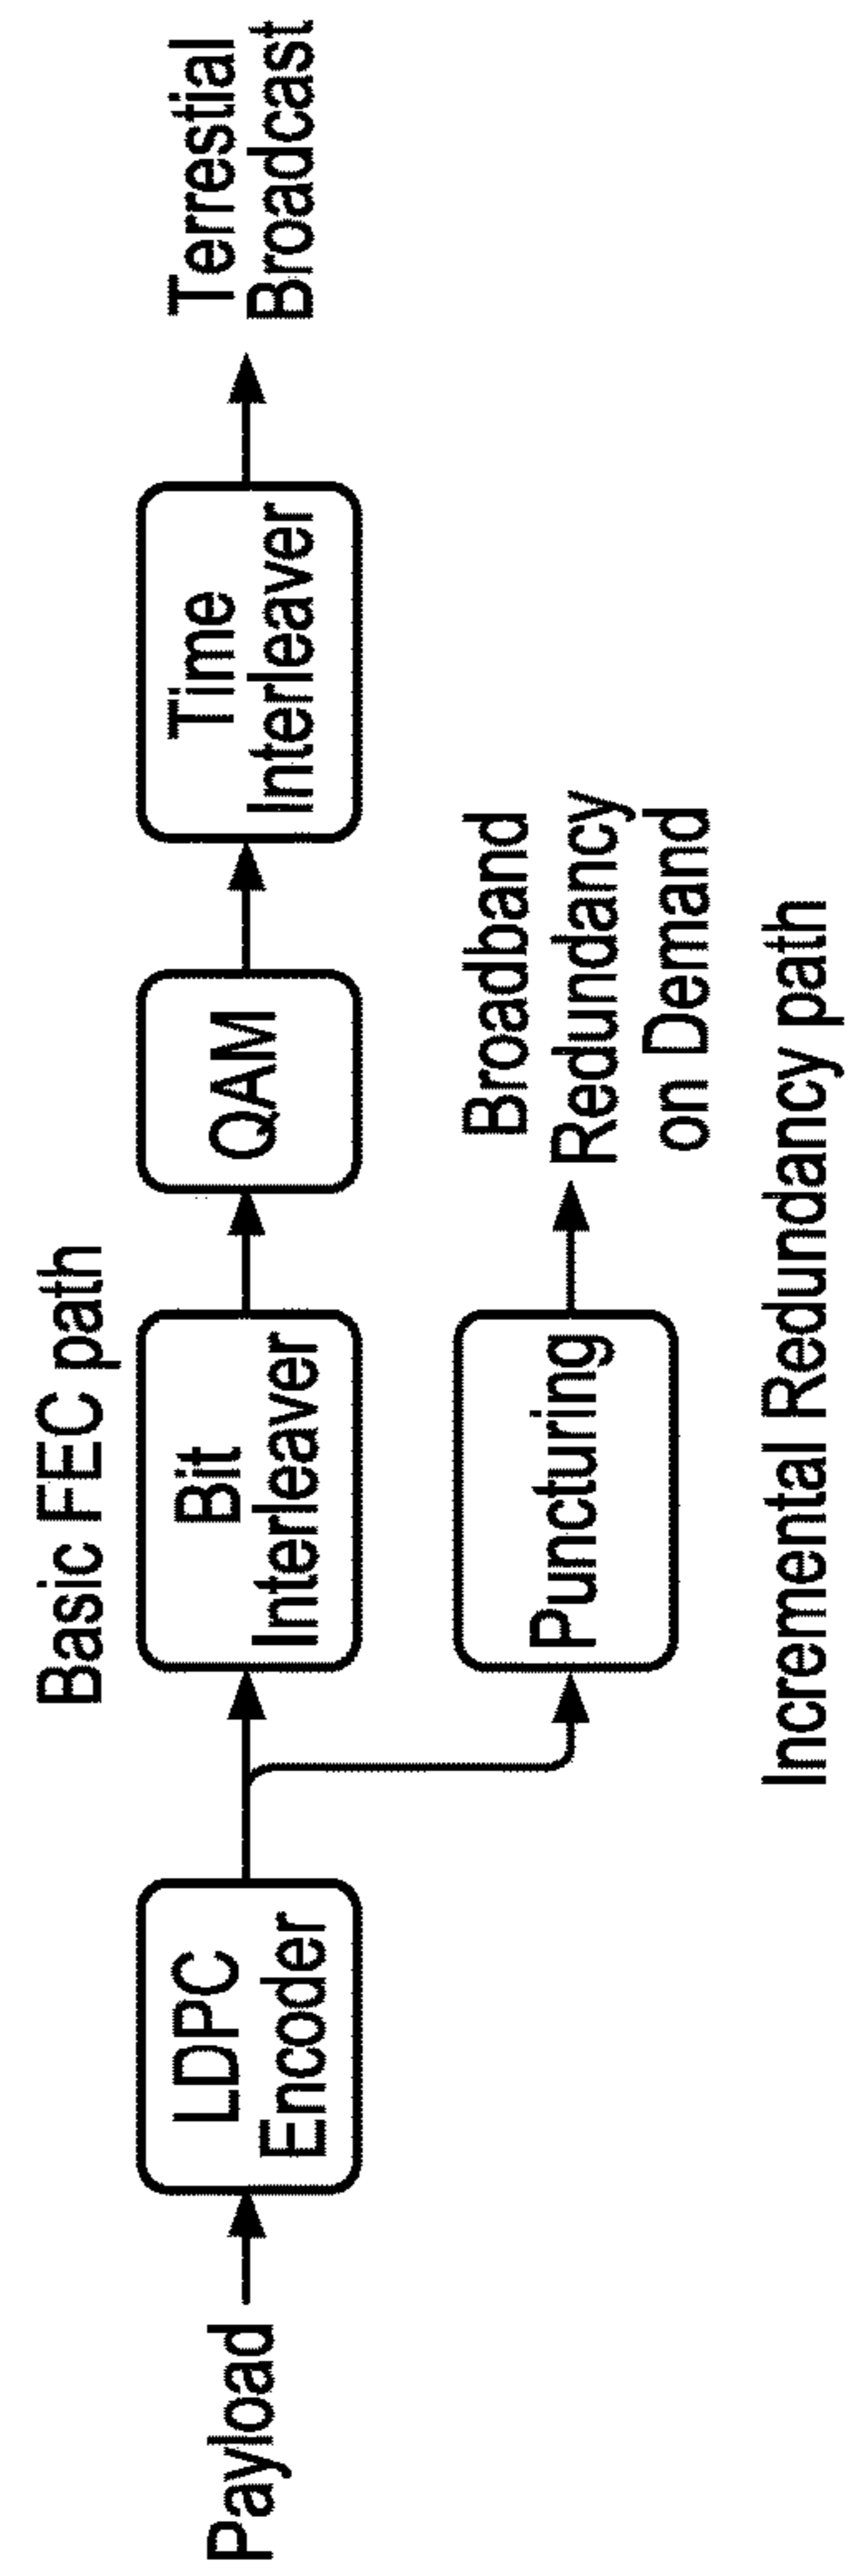 Basic FEC path
Payload
LDPC
Encoder
Bit
Interleaver
QAM
Time
Interleaver
Terrestial
Broadcast
Puncturing
Broadband
Redundancy
on Demand
Incremental Redundancy path